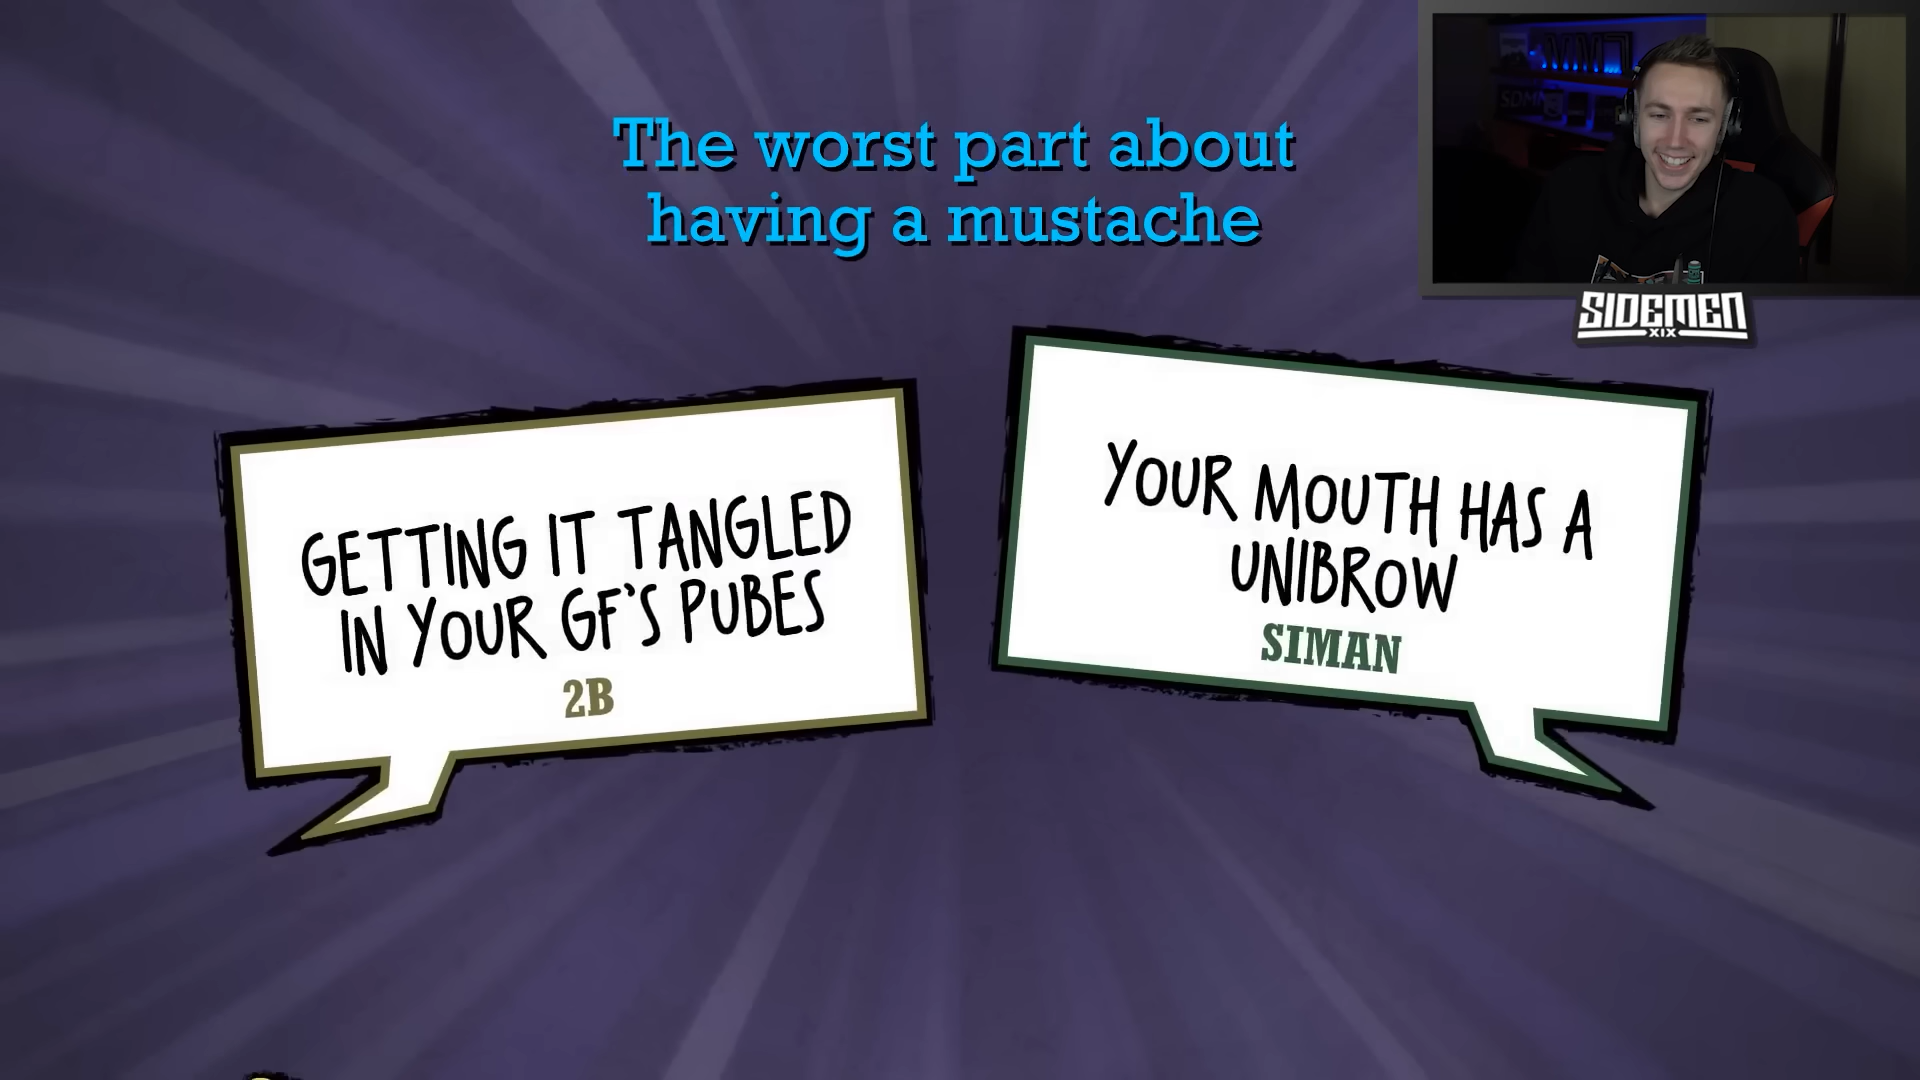 The worst part about
having a mustache
SIDEMEN
XIX
GETTING IT TANGLED
IN YOUR GF'S PUBES
2B
YOUR MOUTH HAS A
UNIBROW
SIMAN
SDMN